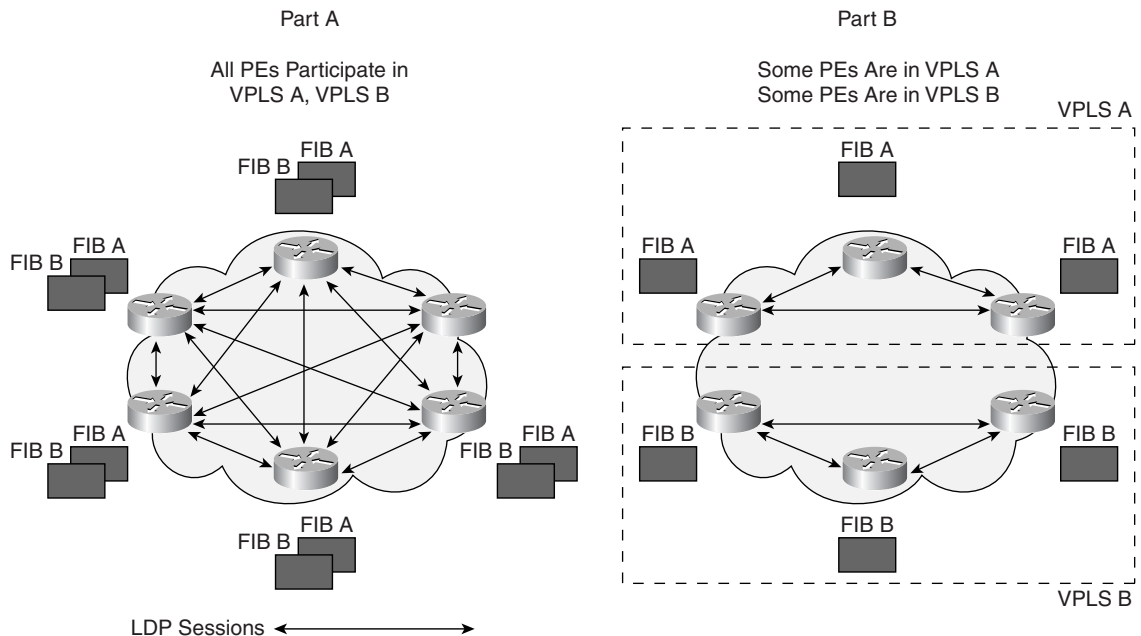 Part A
All PEs Participate in
VPLS A, VPLS B
FIB A
FIB B
FIB A
FIB B
FIB A
FIB B
FIB A
FIB B
FIB A
FIB B
LDP Sessions
Part B
Some PEs Are in VPLS A
Some PEs Are in VPLS B
VPLS A
FIB A
FIB A
FIB A
FIB B
FIB B
FIB B
VPLS B